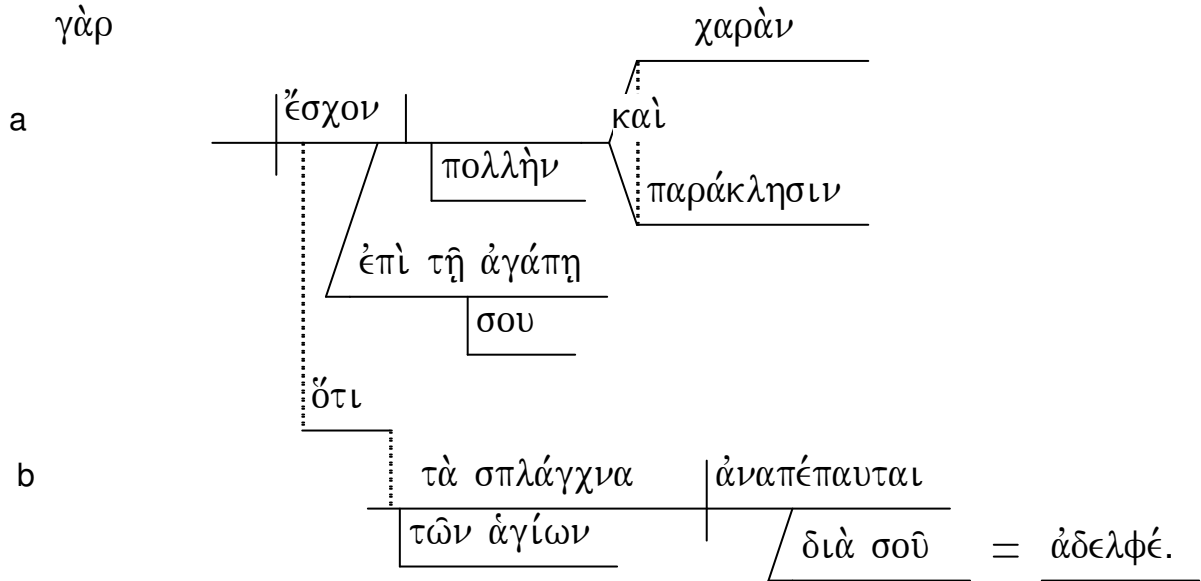 γὰρ χαρὰν
a ἔσχον καὶ
πολλὴν παράκλησιν
ἐπὶ τῇ ἀγάπῃ
σου
ὅτι
b τὰ σπλάγχνα ἀναπέπαυται
τῶν ἁγίων διὰ σοῦ = ἀδελφέ.